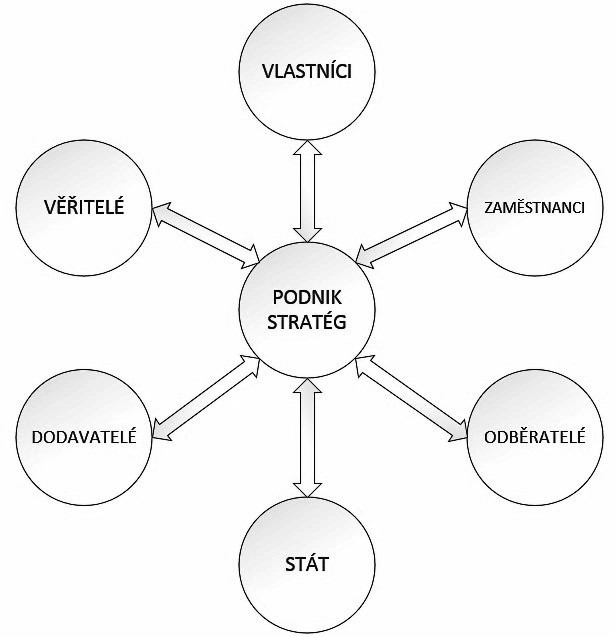 VLASTNÍCI
VĚŘITELÉ
ZAMĚSTNANCI
PODNIK
STRATÉG
DODAVATELÉ
ODBĚRATELÉ
STÁT